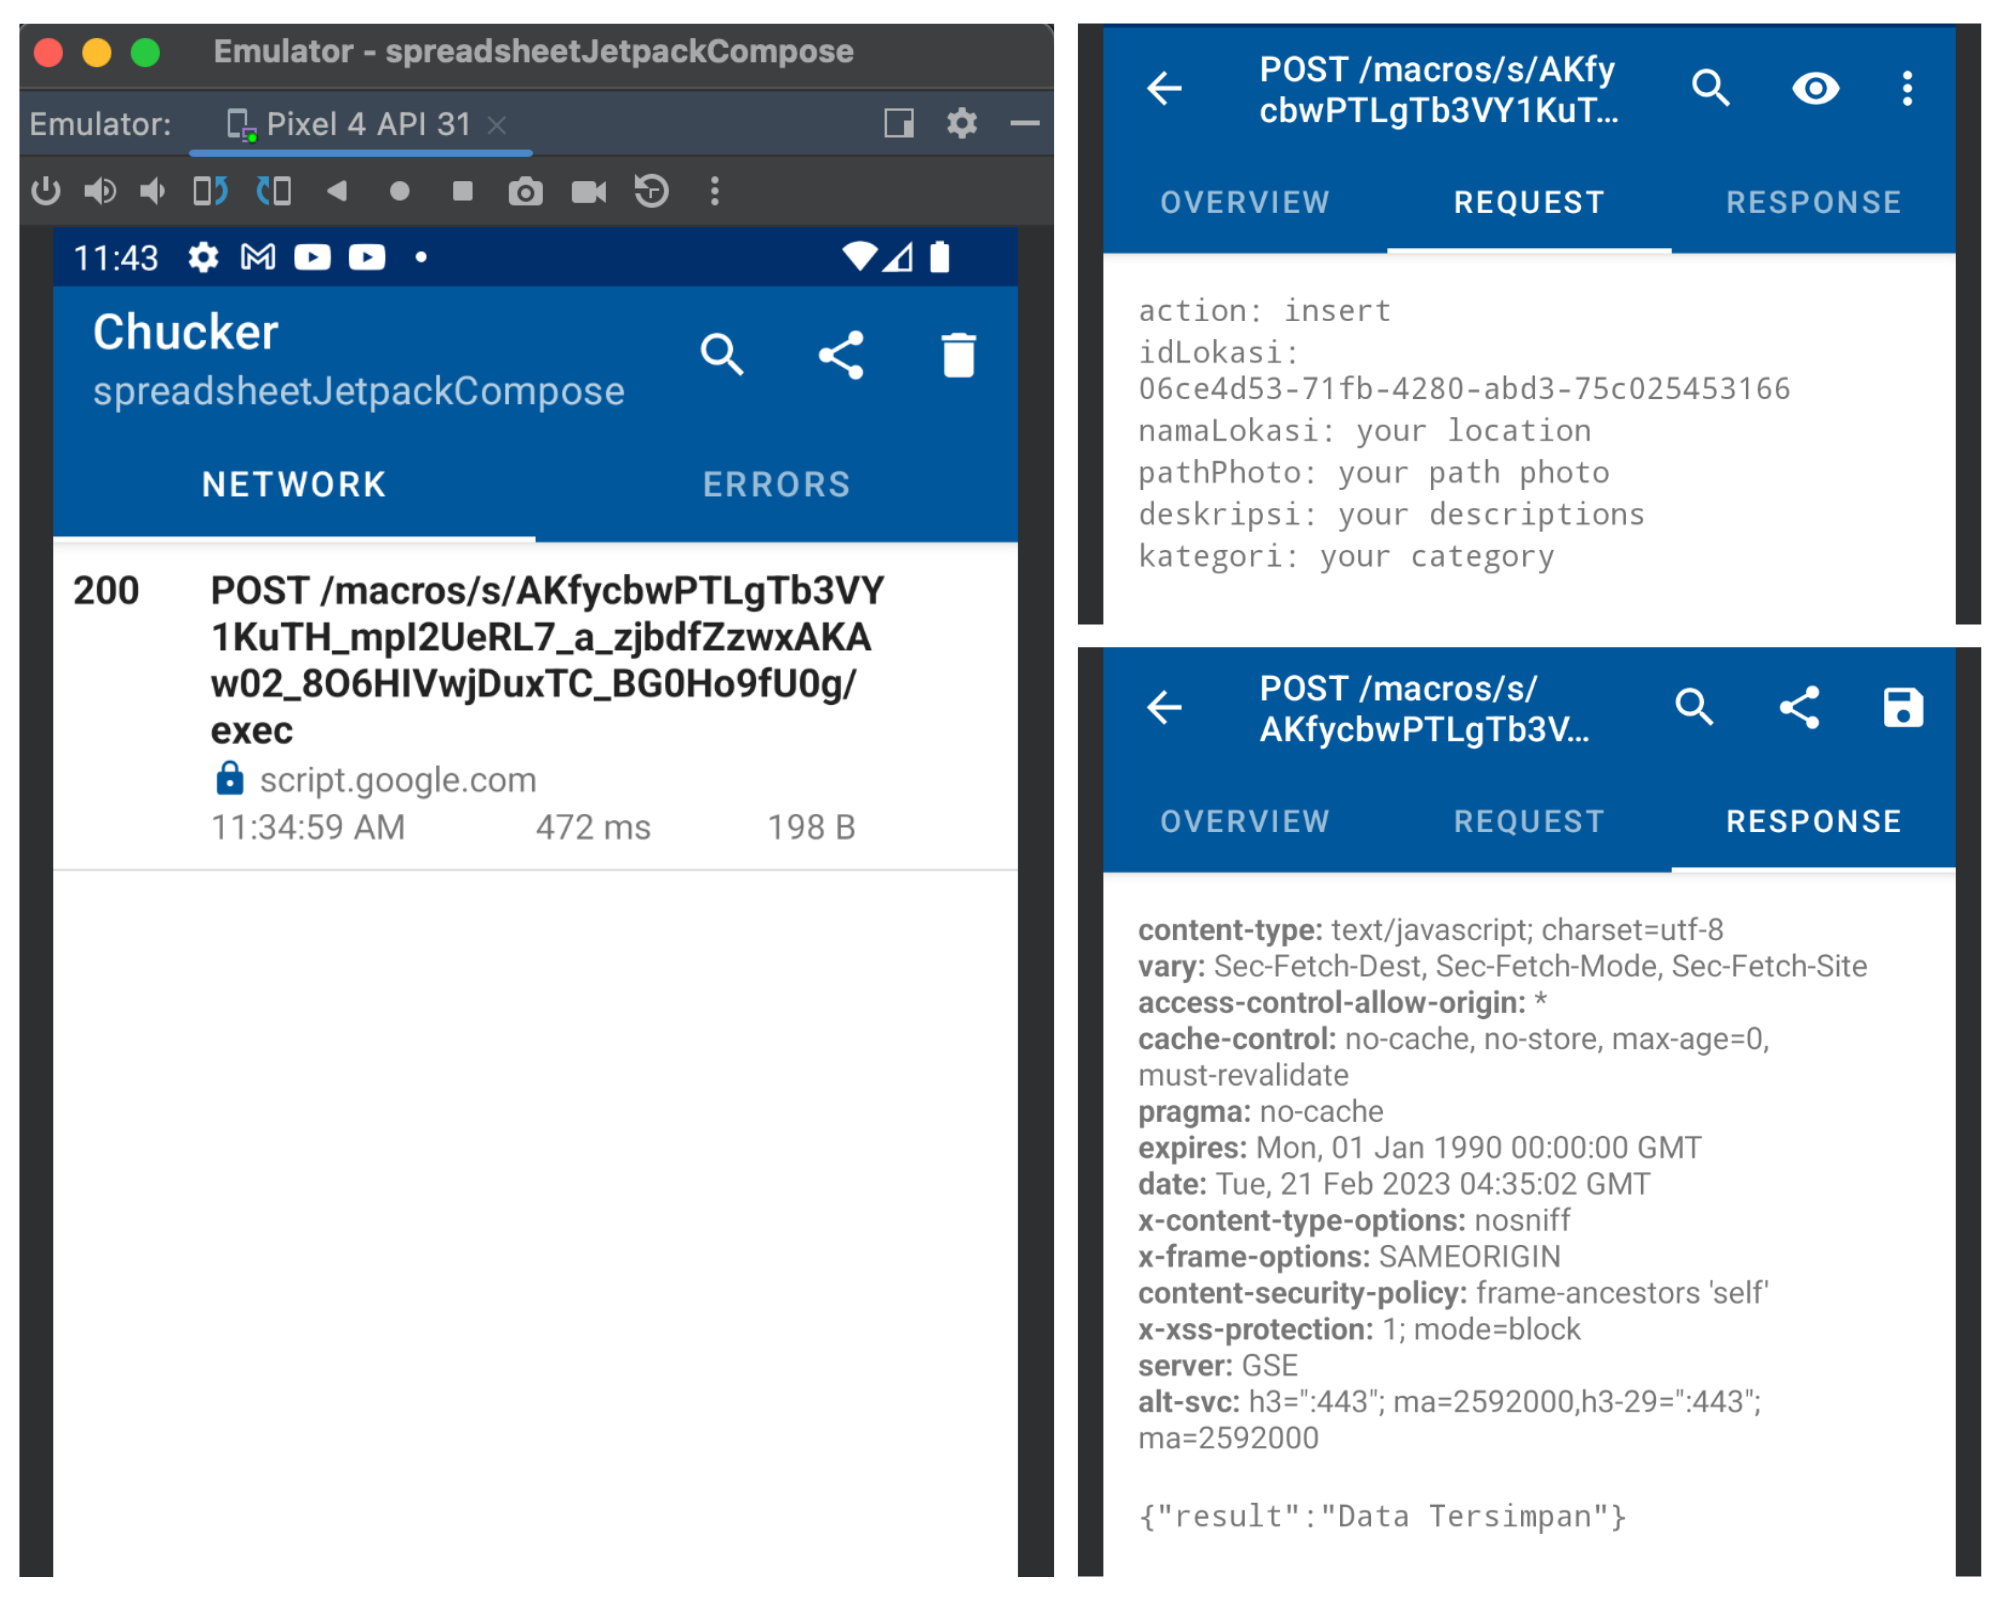 Emulator - spreadsheetJetpackCompose
Emulator: Pixel 4 API 31
11:43
Chucker
spreadsheetJetpackCompose
NETWORK ERRORS
200 POST /macros/s/AKfycbwPTLgTb3VY
1KuTH_mpI2UeRL7_a_zjbdfZzwxAKA
w02_8O6HIVwjDuxTC_BG0Ho9fU0g/
exec
script.google.com
11:34:59 AM 472 ms 198 B
POST /macros/s/AKfy
cbwPTLgTb3VY1KuT...
OVERVIEW REQUEST RESPONSE
action: insert
idLokasi:
06ce4d53-71fb-4280-abd3-75c025453166
namaLokasi: your location
pathPhoto: your path photo
deskripsi: your descriptions
kategori: your category
POST /macros/s/
AKfycbwPTLgTb3V...
OVERVIEW REQUEST RESPONSE
content-type: text/javascript; charset=utf-8
vary: Sec-Fetch-Dest, Sec-Fetch-Mode, Sec-Fetch-Site
access-control-allow-origin: *
cache-control: no-cache, no-store, max-age=0,
must-revalidate
pragma: no-cache
expires: Mon, 01 Jan 1990 00:00:00 GMT
date: Tue, 21 Feb 2023 04:35:02 GMT
x-content-type-options: nosniff
x-frame-options: SAMEORIGIN
content-security-policy: frame-ancestors 'self'
x-xss-protection: 1; mode=block
server: GSE
alt-svc: h3=":443"; ma=2592000,h3-29=":443";
ma=2592000
{"result":"Data Tersimpan"}